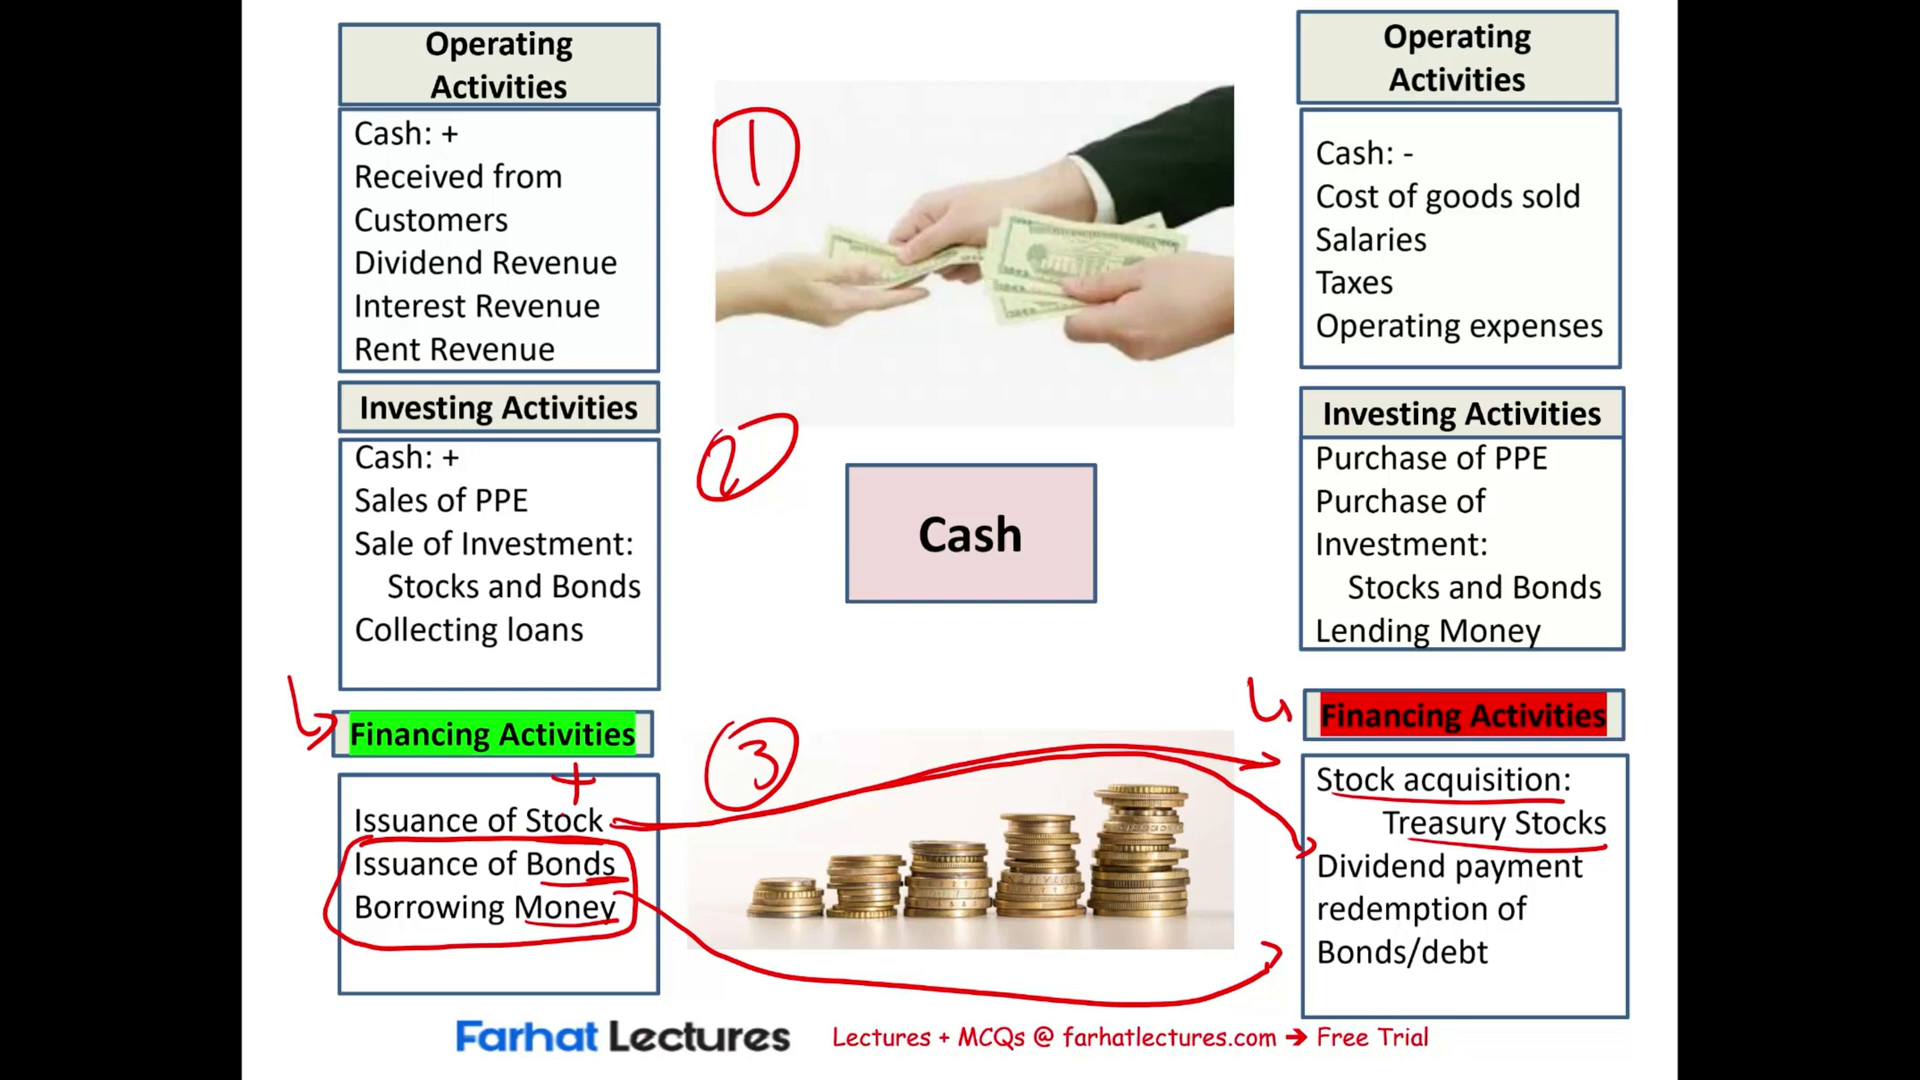 Operating
Activities
Cash: +
Received from
Customers
Dividend Revenue
Interest Revenue
Rent Revenue
Investing Activities
Cash: +
Sales of PPE
Sale of Investment:
Stocks and Bonds
Collecting loans
Financing Activities
+
Issuance of Stock
Issuance of Bonds
Borrowing Money
1
2
Cash
3
Operating
Activities
Cash: -
Cost of goods sold
Salaries
Taxes
Operating expenses
Investing Activities
Purchase of PPE
Purchase of
Investment:
Stocks and Bonds
Lending Money
Financing Activities
Stock acquisition:
Treasury Stocks
Dividend payment
redemption of
Bonds/debt
Farhat Lectures
Lectures + MCQs @ farhatlectures.com → Free Trial